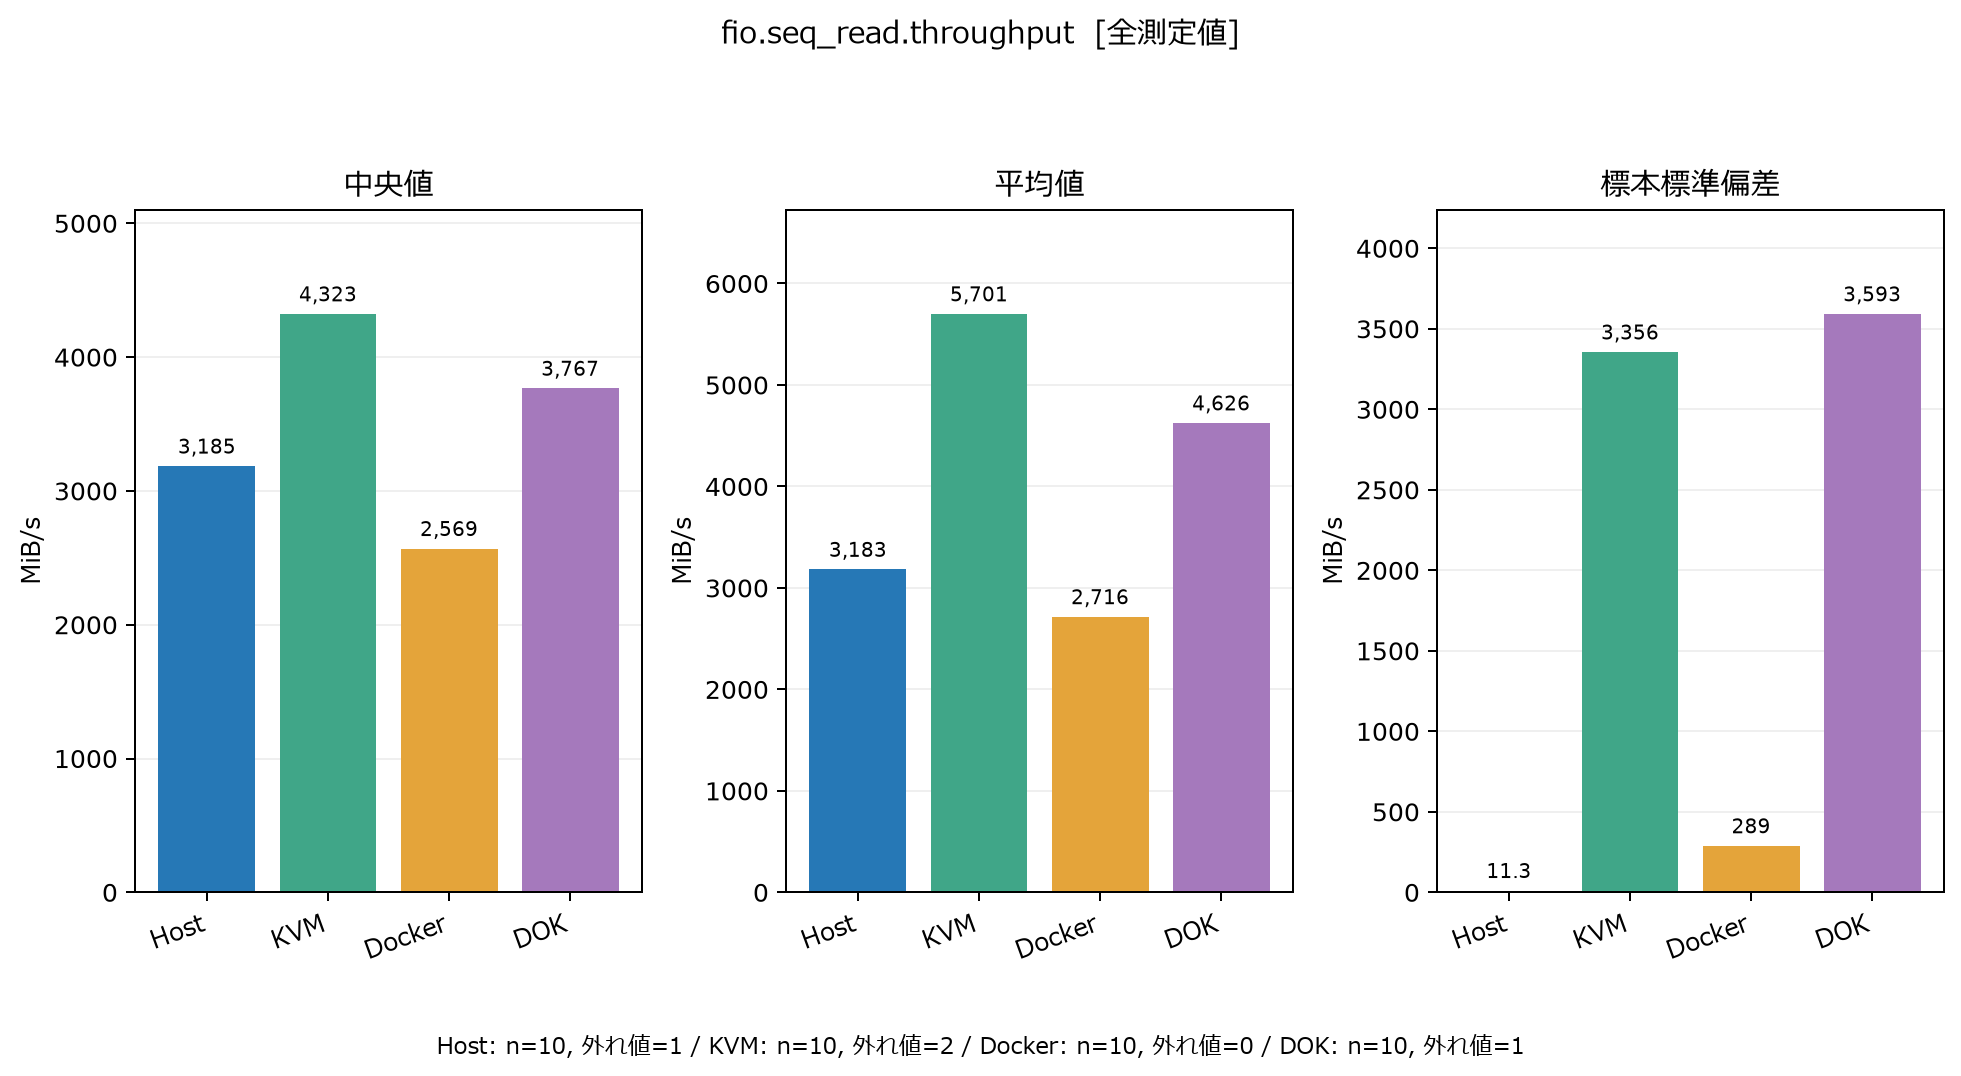 fio.seq_read.throughput [全測定値]
中央値
MiB/s
5000
4000
3000
2000
1000
0
3,185
4,323
2,569
3,767
Host
KVM
Docker
DOK
平均値
MiB/s
6000
5000
4000
3000
2000
1000
0
3,183
5,701
2,716
4,626
Host
KVM
Docker
DOK
標本標準偏差
MiB/s
4000
3500
3000
2500
2000
1500
1000
500
0
11.3
3,356
289
3,593
Host
KVM
Docker
DOK
Host: n=10, 外れ値=1 / KVM: n=10, 外れ値=2 / Docker: n=10, 外れ値=0 / DOK: n=10, 外れ値=1